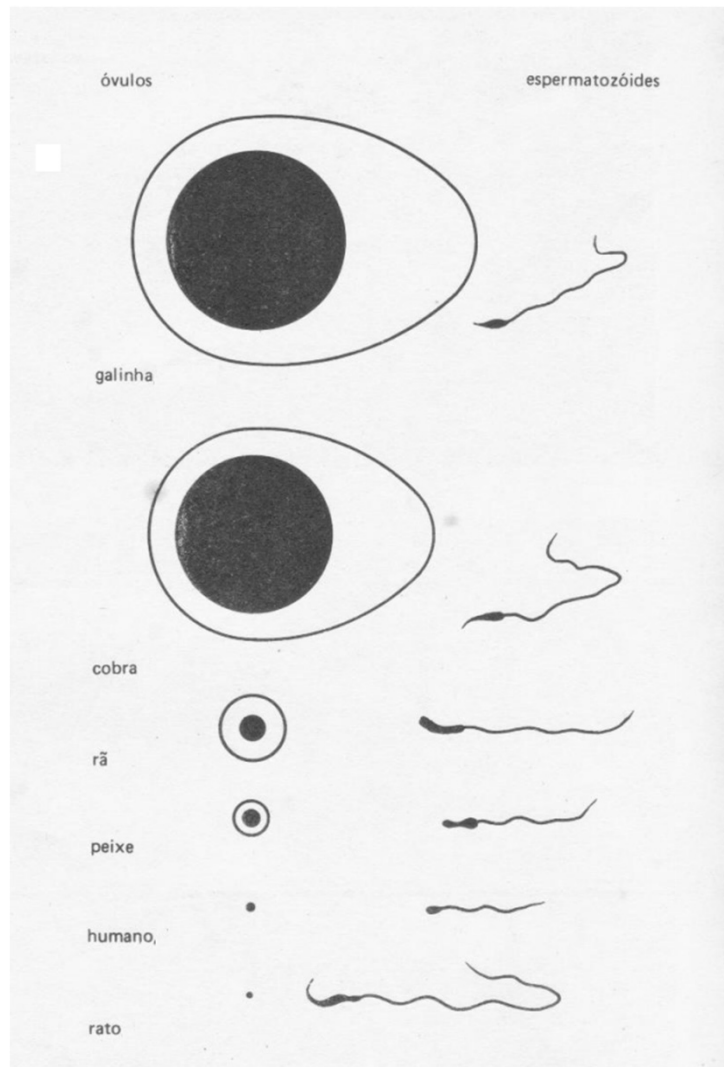 óvulos
espermatozóides
galinha
cobra
rã
peixe
humano,
rato